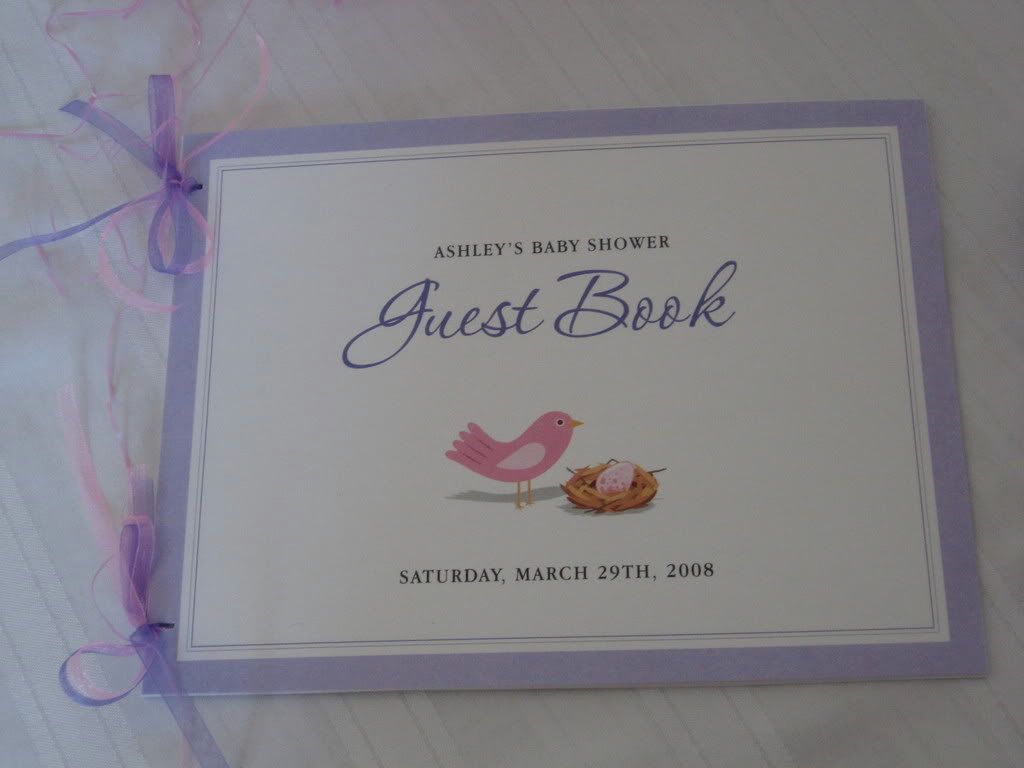 ASHLEY'S BABY SHOWER
Guest Book
SATURDAY, MARCH 29TH, 2008